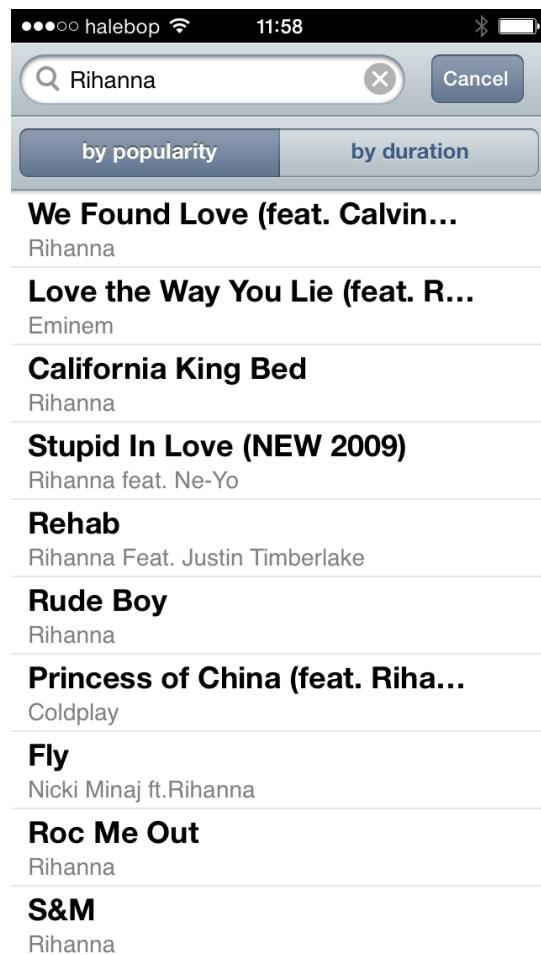 halebop 11:58
Rihanna Cancel
by popularity by duration
We Found Love (feat. Calvin...
Rihanna
Love the Way You Lie (feat. R...
Eminem
California King Bed
Rihanna
Stupid In Love (NEW 2009)
Rihanna feat. Ne-Yo
Rehab
Rihanna Feat. Justin Timberlake
Rude Boy
Rihanna
Princess of China (feat. Riha...
Coldplay
Fly
Nicki Minaj ft.Rihanna
Roc Me Out
Rihanna
S&M
Rihanna